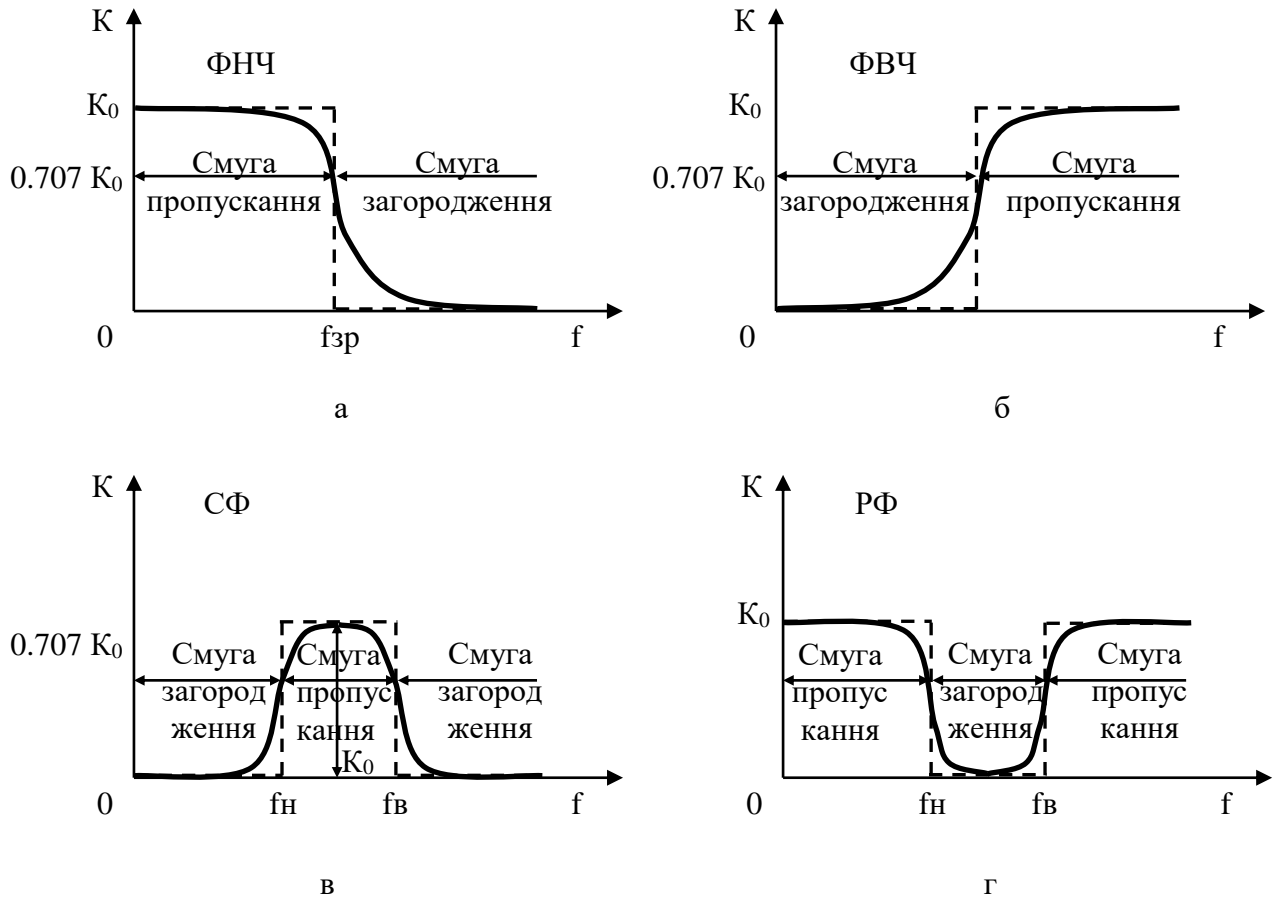 К
ФНЧ
К0
0.707 К0
Смуга
пропускання
Смуга
загородження
0
fзр
f
а
К
ФВЧ
К0
0.707 К0
Смуга
загородження
Смуга
пропускання
0
f
б
К
СФ
0.707 К0
Смуга
загород
ження
Смуга
пропус
кання
К0
Смуга
загород
ження
0
fн
fв
f
в
К
РФ
К0
Смуга
пропус
кання
Смуга
загород
ження
Смуга
пропус
кання
0
fн
fв
f
г